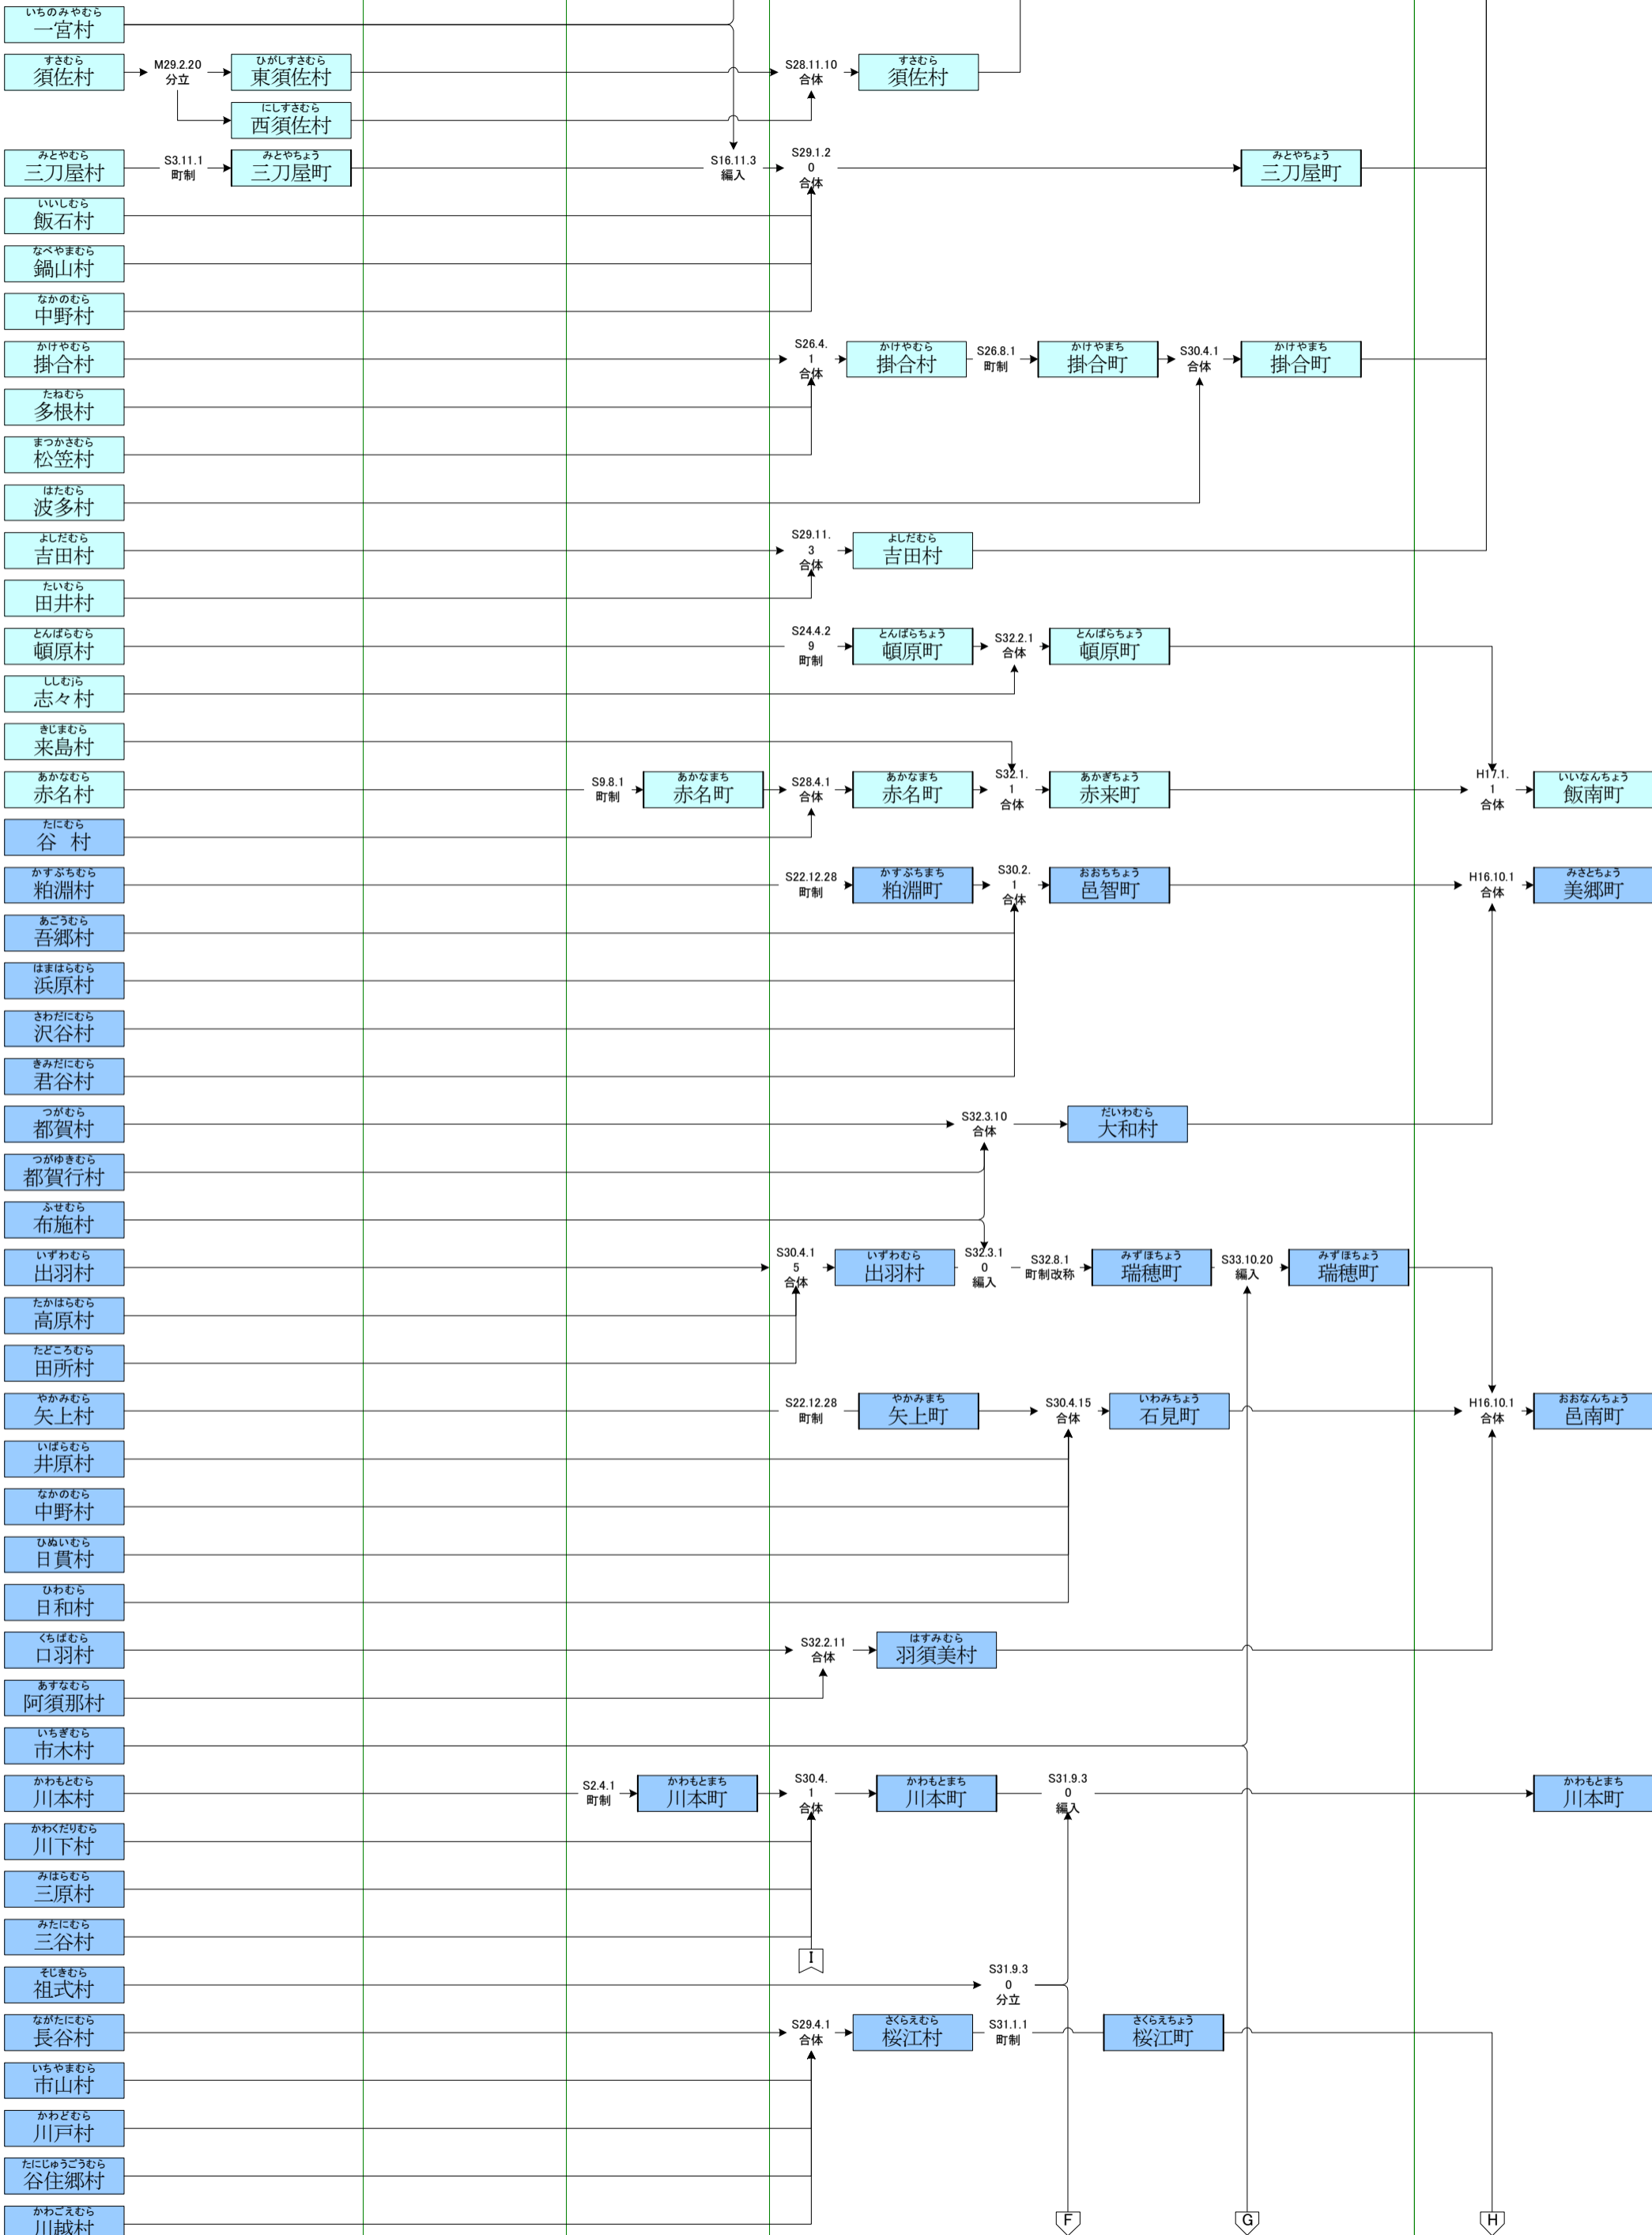 いちのみやむら
一宮村
すさむら
須佐村
M29.2.20
分立
ひがしすさむら
東須佐村
S28.11.10
合体
すさむら
須佐村
にしすさむら
西須佐村
みとやむら
三刀屋村
S3.11.1
町制
みとやちょう
三刀屋町
S16.11.3
編入
S29.1.2
0
合体
みとやちょう
三刀屋町
いいしむら
飯石村
なべやまむら
鍋山村
なかのむら
中野村
かけやむら
掛合村
S26.4.
1
合体
かけやむら
掛合村
S26.8.1
町制
かけやまち
掛合町
S30.4.1
合体
かけやまち
掛合町
たねむら
多根村
まつかさむら
松笠村
はたむら
波多村
よしだむら
吉田村
S29.11.
3
合体
よしだむら
吉田村
たいむら
田井村
とんばらむら
頓原村
S24.4.2
9
町制
とんばらちょう
頓原町
S32.2.1
合体
とんばらちょう
頓原町
ししむjら
志々村
きじまむら
来島村
あかなむら
赤名村
S9.8.1
町制
あかなまち
赤名町
S28.4.1
合体
あかなまち
赤名町
S32.1.
1
合体
あかぎちょう
赤来町
H17.1.
1
合体
いいなんちょう
飯南町
たにむら
谷 村
かすぶちむら
粕淵村
S22.12.28
町制
かすぶちまち
粕淵町
S30.2.
1
合体
おおちちょう
邑智町
H16.10.1
合体
みさとちょう
美郷町
あごうむら
吾郷村
はまはらむら
浜原村
さわだにむら
沢谷村
きみだにむら
君谷村
つがむら
都賀村
S32.3.10
合体
だいわむら
大和村
つがゆきむら
都賀行村
ふせむら
布施村
いずわむら
出羽村
S30.4.1
5
合体
いずわむら
出羽村
S32.3.1
0
編入
S32.8.1
町制改称
みずほちょう
瑞穂町
S33.10.20
編入
みずほちょう
瑞穂町
たかはらむら
高原村
たどころむら
田所村
やかみむら
矢上村
S22.12.28
町制
やかみまち
矢上町
S30.4.15
合体
いわみちょう
石見町
H16.10.1
合体
おおなんちょう
邑南町
いばらむら
井原村
なかのむら
中野村
ひぬいむら
日貫村
ひわむら
日和村
くちばむら
口羽村
S32.2.11
合体
はすみむら
羽須美村
あすなむら
阿須那村
いちぎむら
市木村
かわもとむら
川本村
S2.4.1
町制
かわもとまち
川本町
S30.4.
1
合体
かわもとまち
川本町
S31.9.3
0
編入
かわもとまち
川本町
かわくだりむら
川下村
みはらむら
三原村
みたにむら
三谷村
I
そじきむら
祖式村
S31.9.3
0
分立
ながたにむら
長谷村
S29.4.1
合体
さくらえむら
桜江村
S31.1.1
町制
さくらえちょう
桜江町
いちやまむら
市山村
かわどむら
川戸村
たにじゅうごうむら
谷住郷村
かわごえむら
川越村
F
G
H